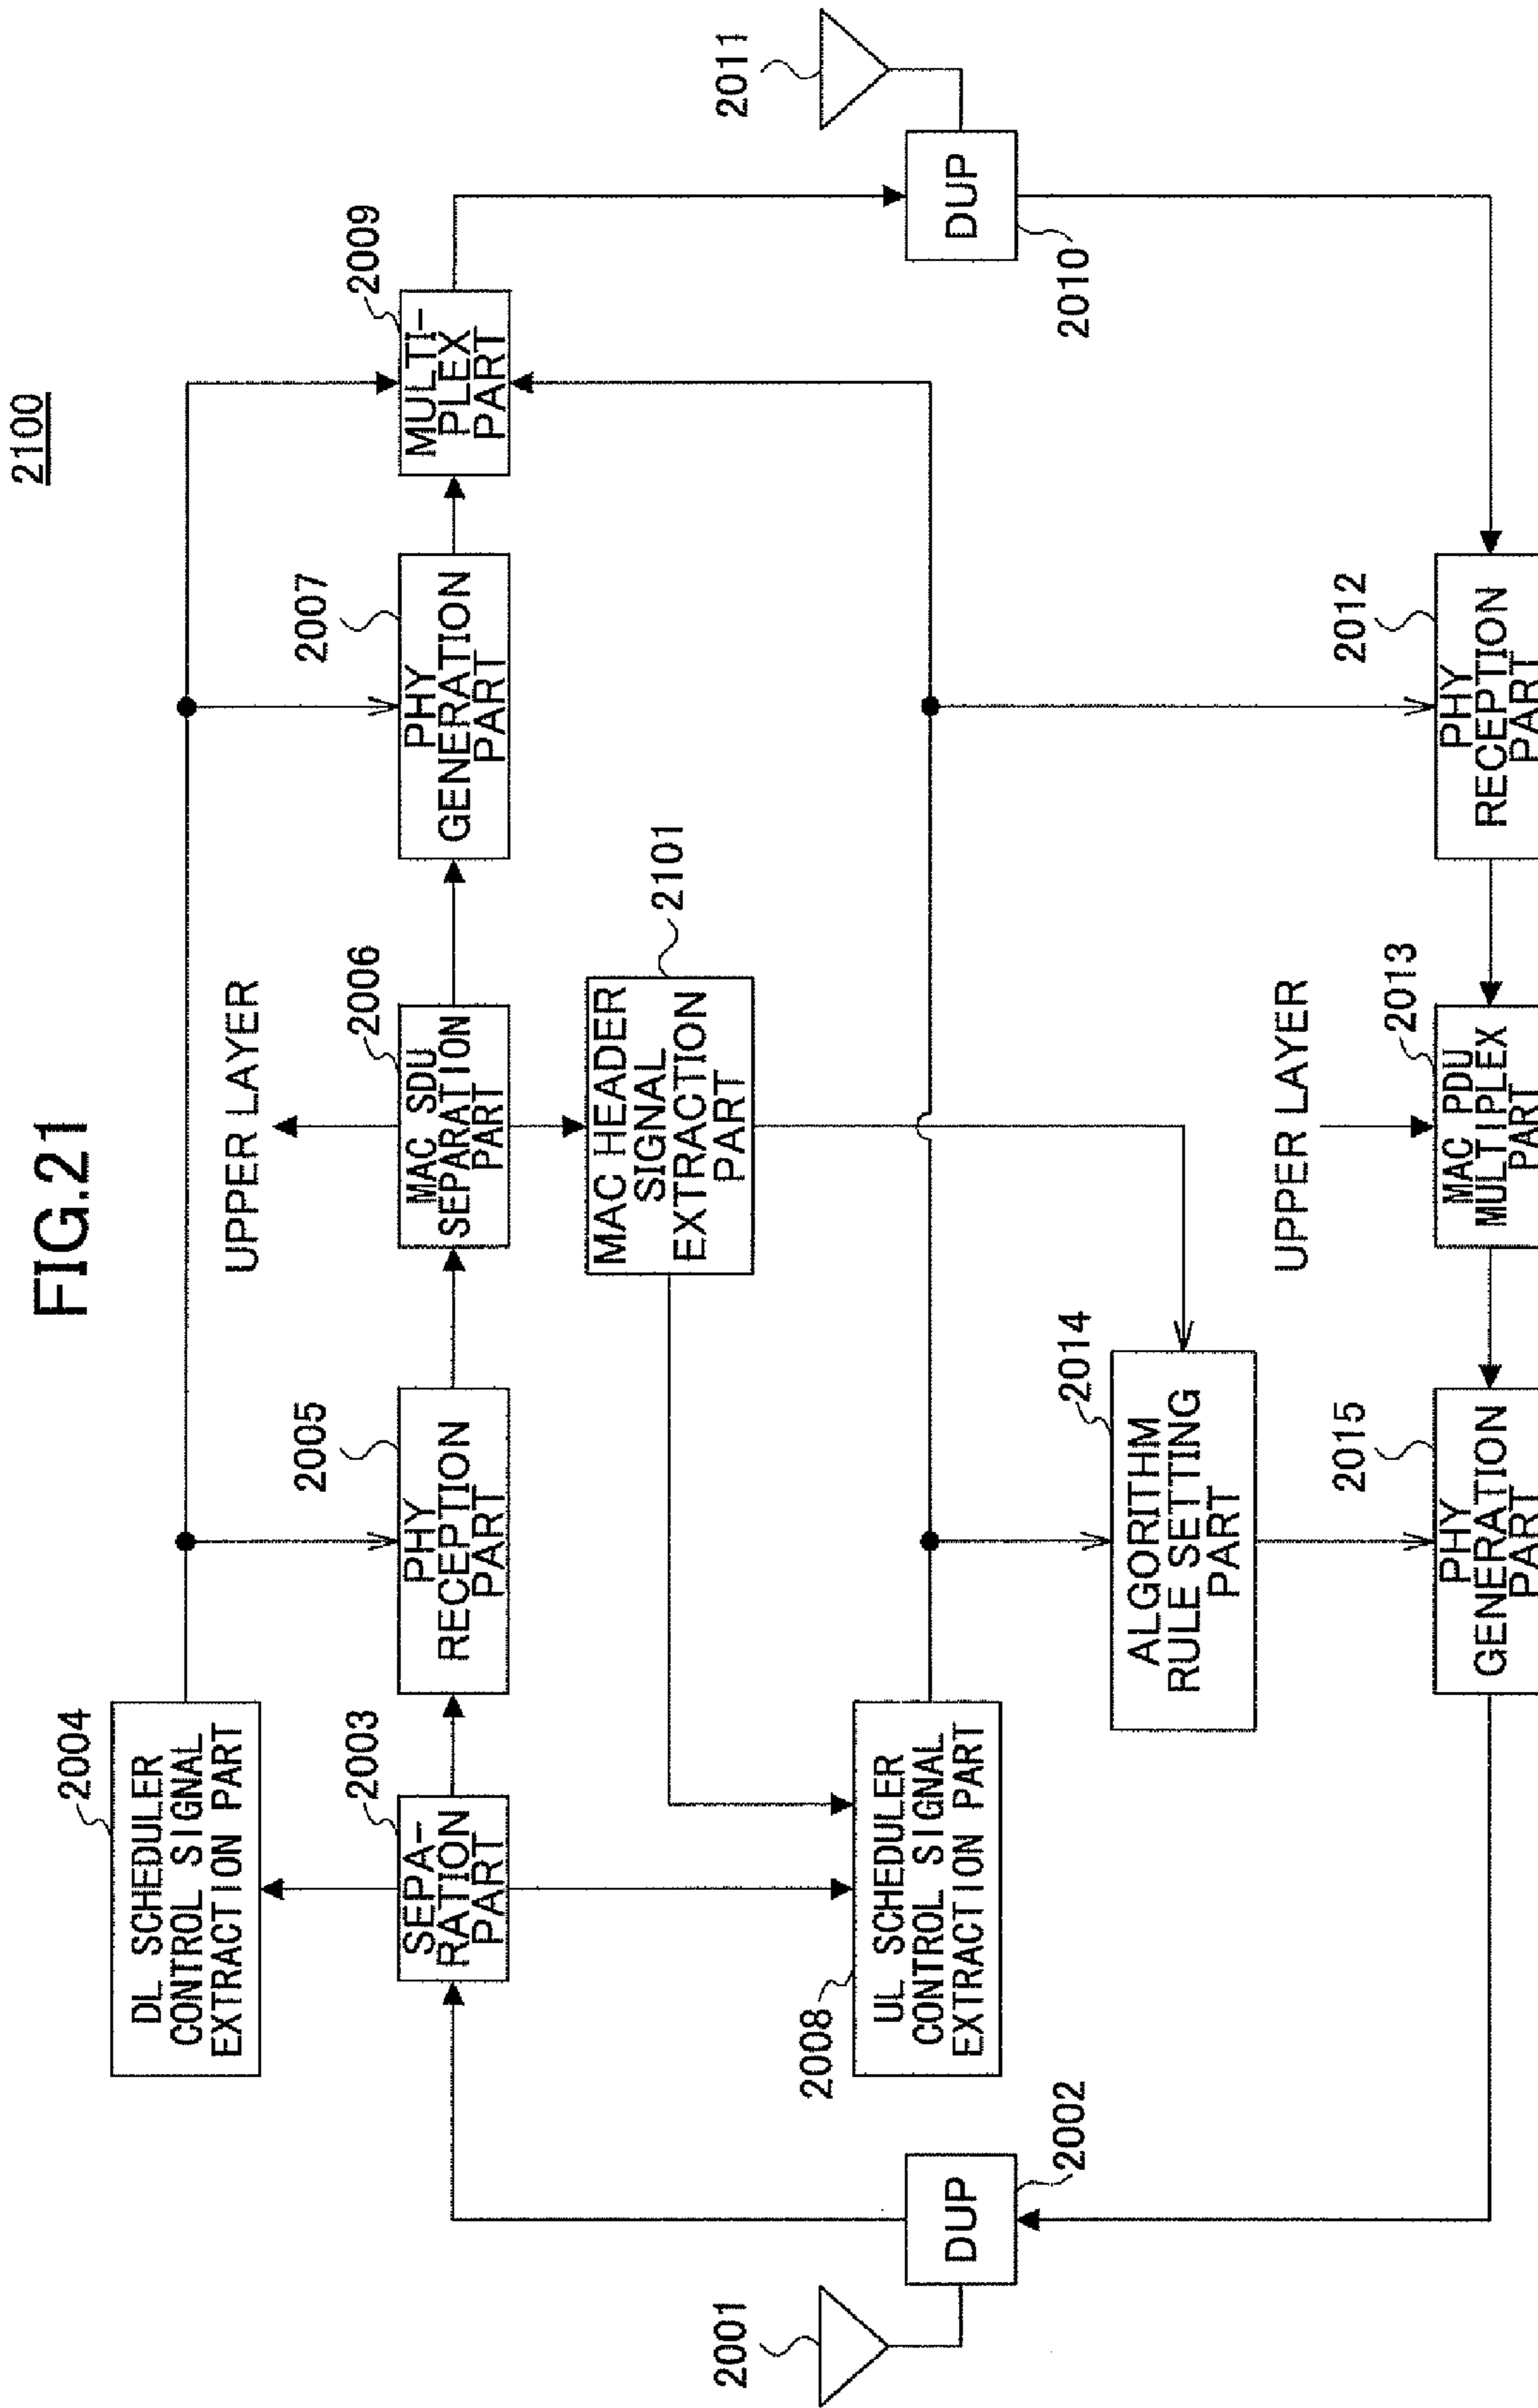 FIG.21
2100
2004
DL SCHEDULER
CONTROL SIGNAL
EXTRACTION PART
UPPER LAYER
2003
SEPA-
RATION
PART
2005
PHY
RECEPTION
PART
2006
MAC SDU
SEPARATION
PART
2007
PHY
GENERATION
PART
2009
MULTI-
PLEX
PART
2101
MAC HEADER
SIGNAL
EXTRACTION
PART
2001
DUP
2002
2008
UL SCHEDULER
CONTROL SIGNAL
EXTRACTION PART
2011
DUP
2010
2014
ALGORITHM
RULE SETTING
PART
UPPER LAYER
2015
PHY
GENERATION
PART
2013
MAC PDU
MULTIPLEX
PART
2012
PHY
RECEPTION
PART